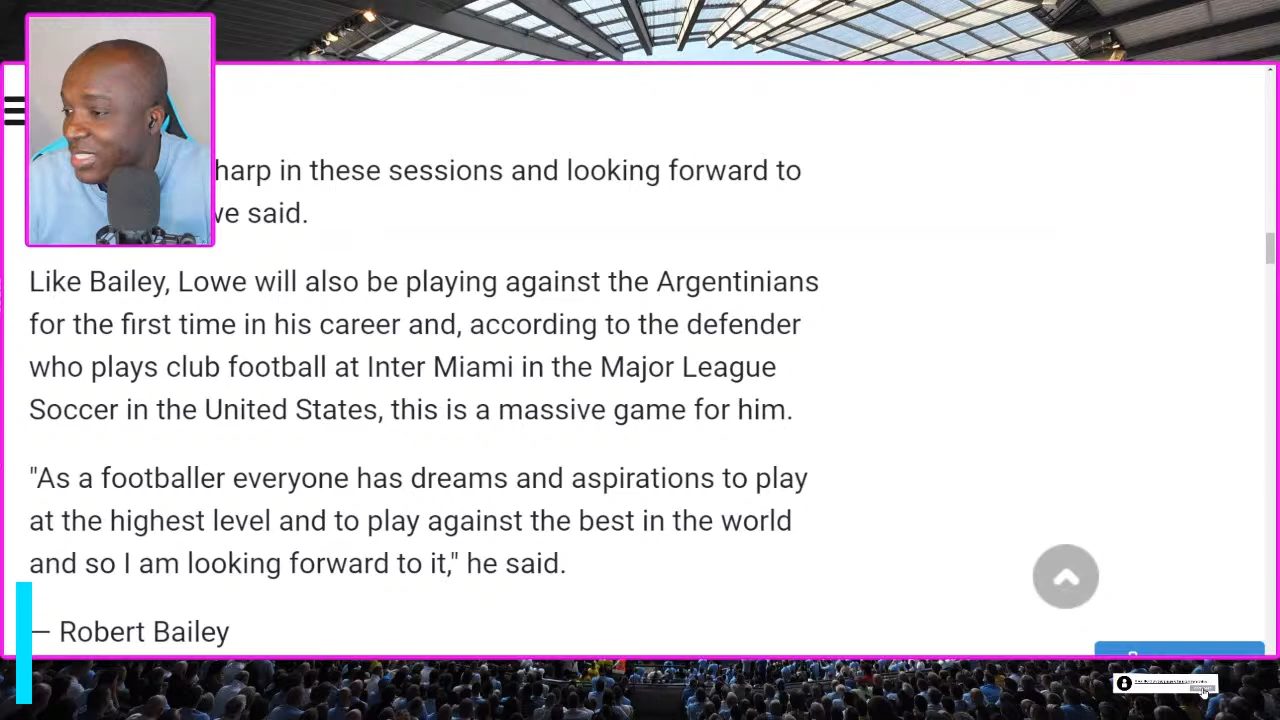 harp in these sessions and looking forward to
ve said.
Like Bailey, Lowe will also be playing against the Argentinians
for the first time in his career and, according to the defender
who plays club football at Inter Miami in the Major League
Soccer in the United States, this is a massive game for him.
"As a footballer everyone has dreams and aspirations to play
at the highest level and to play against the best in the world
and so I am looking forward to it," he said.
— Robert Bailey